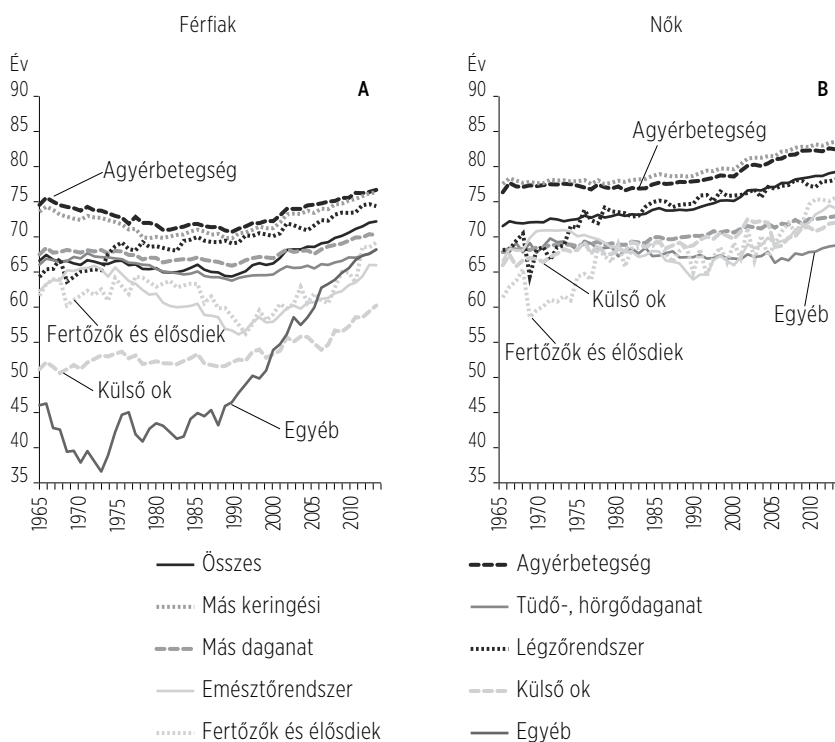 Férfiak
Év
A
90
85
80
75
70
65
60
55
50
45
40
35
Agyérbetegség
Fertőzők és élősdiek
Külső ok
Egyéb
1965
1970
1975
1980
1985
1990
1995
2000
2005
2010
Nők
Év
B
90
85
80
75
70
65
60
55
50
45
40
35
Agyérbetegség
Külső ok
Egyéb
Fertőzők és élősdiek
1965
1970
1975
1980
1985
1990
1995
2000
2005
2010
Összes
Agyérbetegség
Más keringési
Tüdő-, hörgődaganat
Más daganat
Légzőrendszer
Emésztőrendszer
Külső ok
Fertőzők és élősdiek
Egyéb